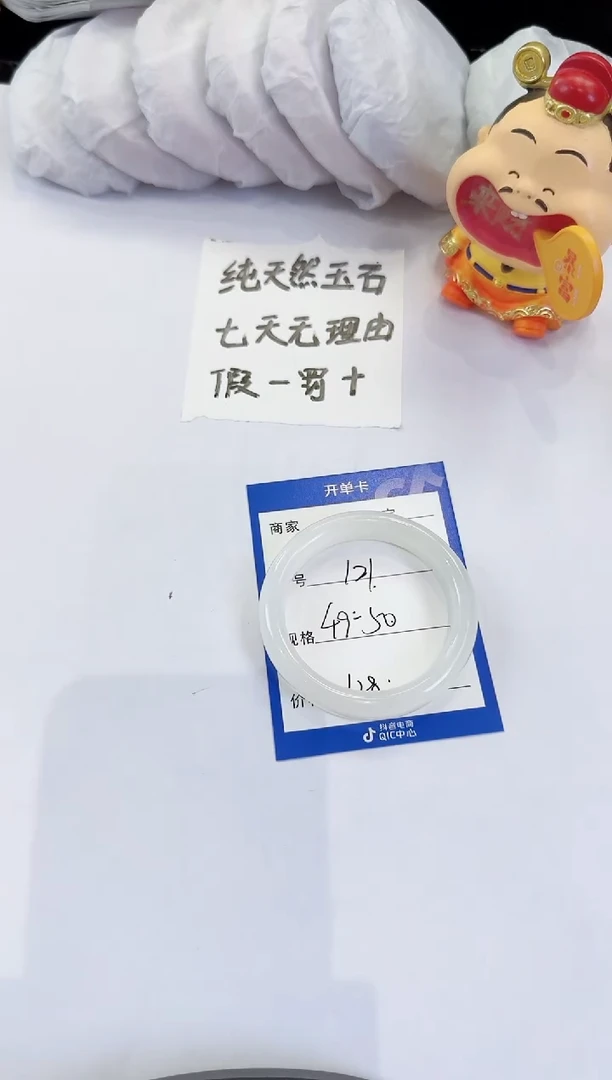 纯天然玉石
七天无理由
假一罚十
开单卡
商家
号 121.
规格 49-50
价
抖音电商
QIC中心